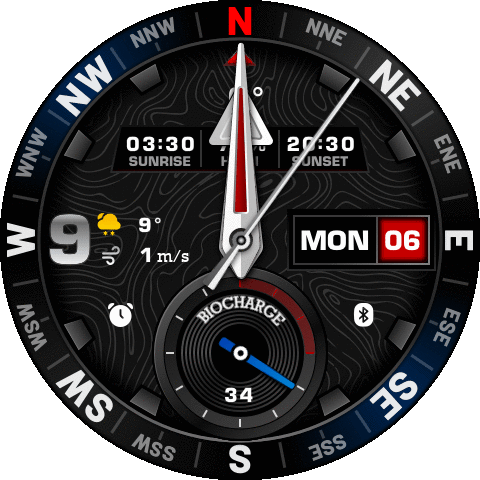 N
NNW
NNE
NW
NE
°
03:30
20:30
SUNRISE
SUNSET
WNW
ENE
9
9°
W
MON 06
E
1 m/s
WSW
ESE
BIOCHARGE
34
SW
SE
SSW
SSE
S